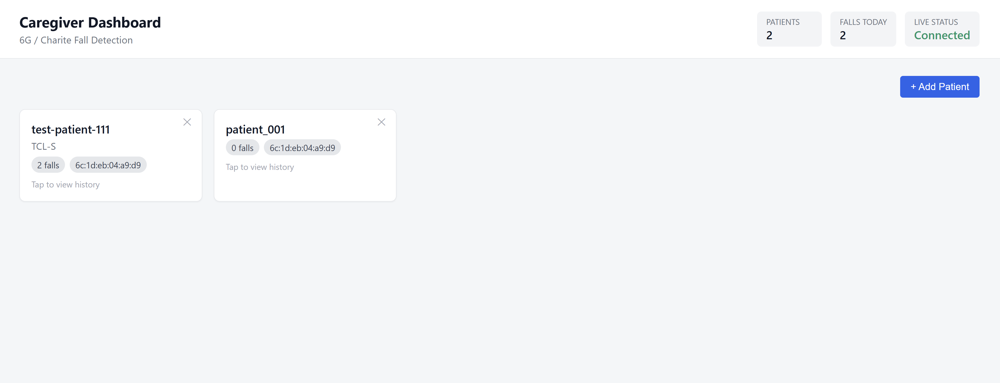 Caregiver Dashboard
6G / Charite Fall Detection
PATIENTS
2
FALLS TODAY
2
LIVE STATUS
Connected
+ Add Patient
test-patient-111
TCL-S
2 falls
6c:1d:eb:04:a9:d9
Tap to view history
patient_001
0 falls
6c:1d:eb:04:a9:d9
Tap to view history